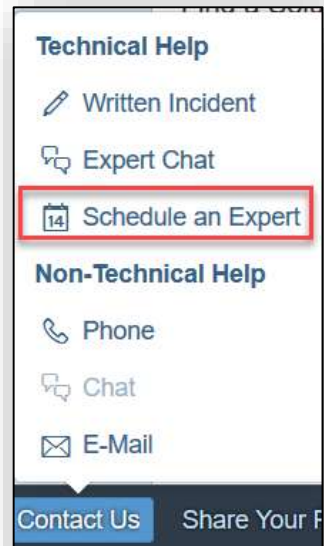 Technical Help
Written Incident
Expert Chat
14 Schedule an Expert
Non-Technical Help
Phone
Chat
E-Mail
Contact Us Share Your